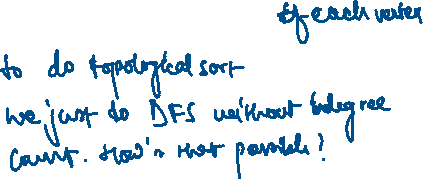 of each vertex
to do topological sort
we just do DFS without indegree
count. How's that possible?